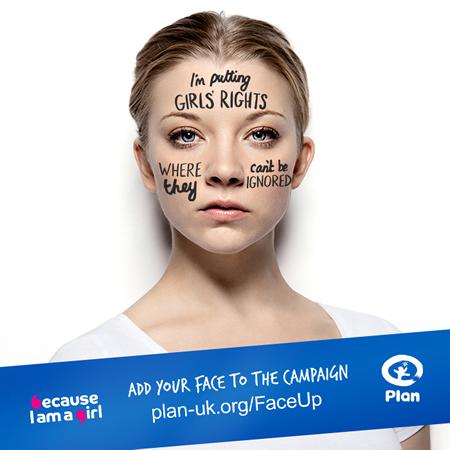 I'm putting
GIRLS' RIGHTS
WHERE
they
can't be
IGNORED
because
I am a girl
ADD YOUR FACE TO THE CAMPAIGN
plan-uk.org/FaceUp
Plan